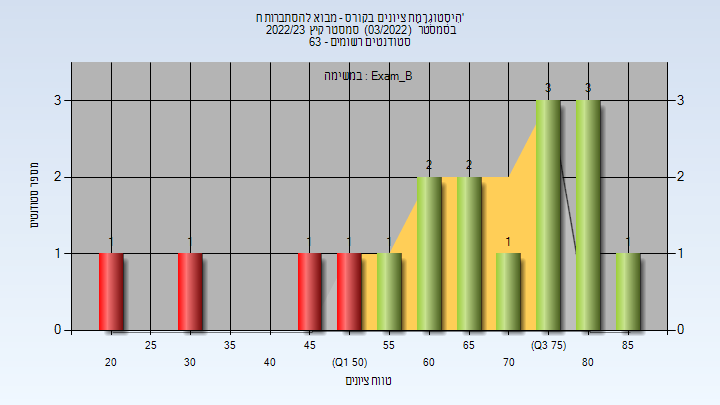 היסטוגרמת ציונים בקורס - מבוא להסתברות ח'
בסמסטר (03/2022) סמסטר קיץ 2022/23
סטודנטים רשומים - 63
במשימה : Exam_B
מספר סטודנטים
3 3 3 3
2 2 2 2
1 1 1 1 1 1 1 1 1
0 0
25 35 45 55 65 (Q3 75) 85
20 30 40 (Q1 50) 60 70 80
טווח ציונים